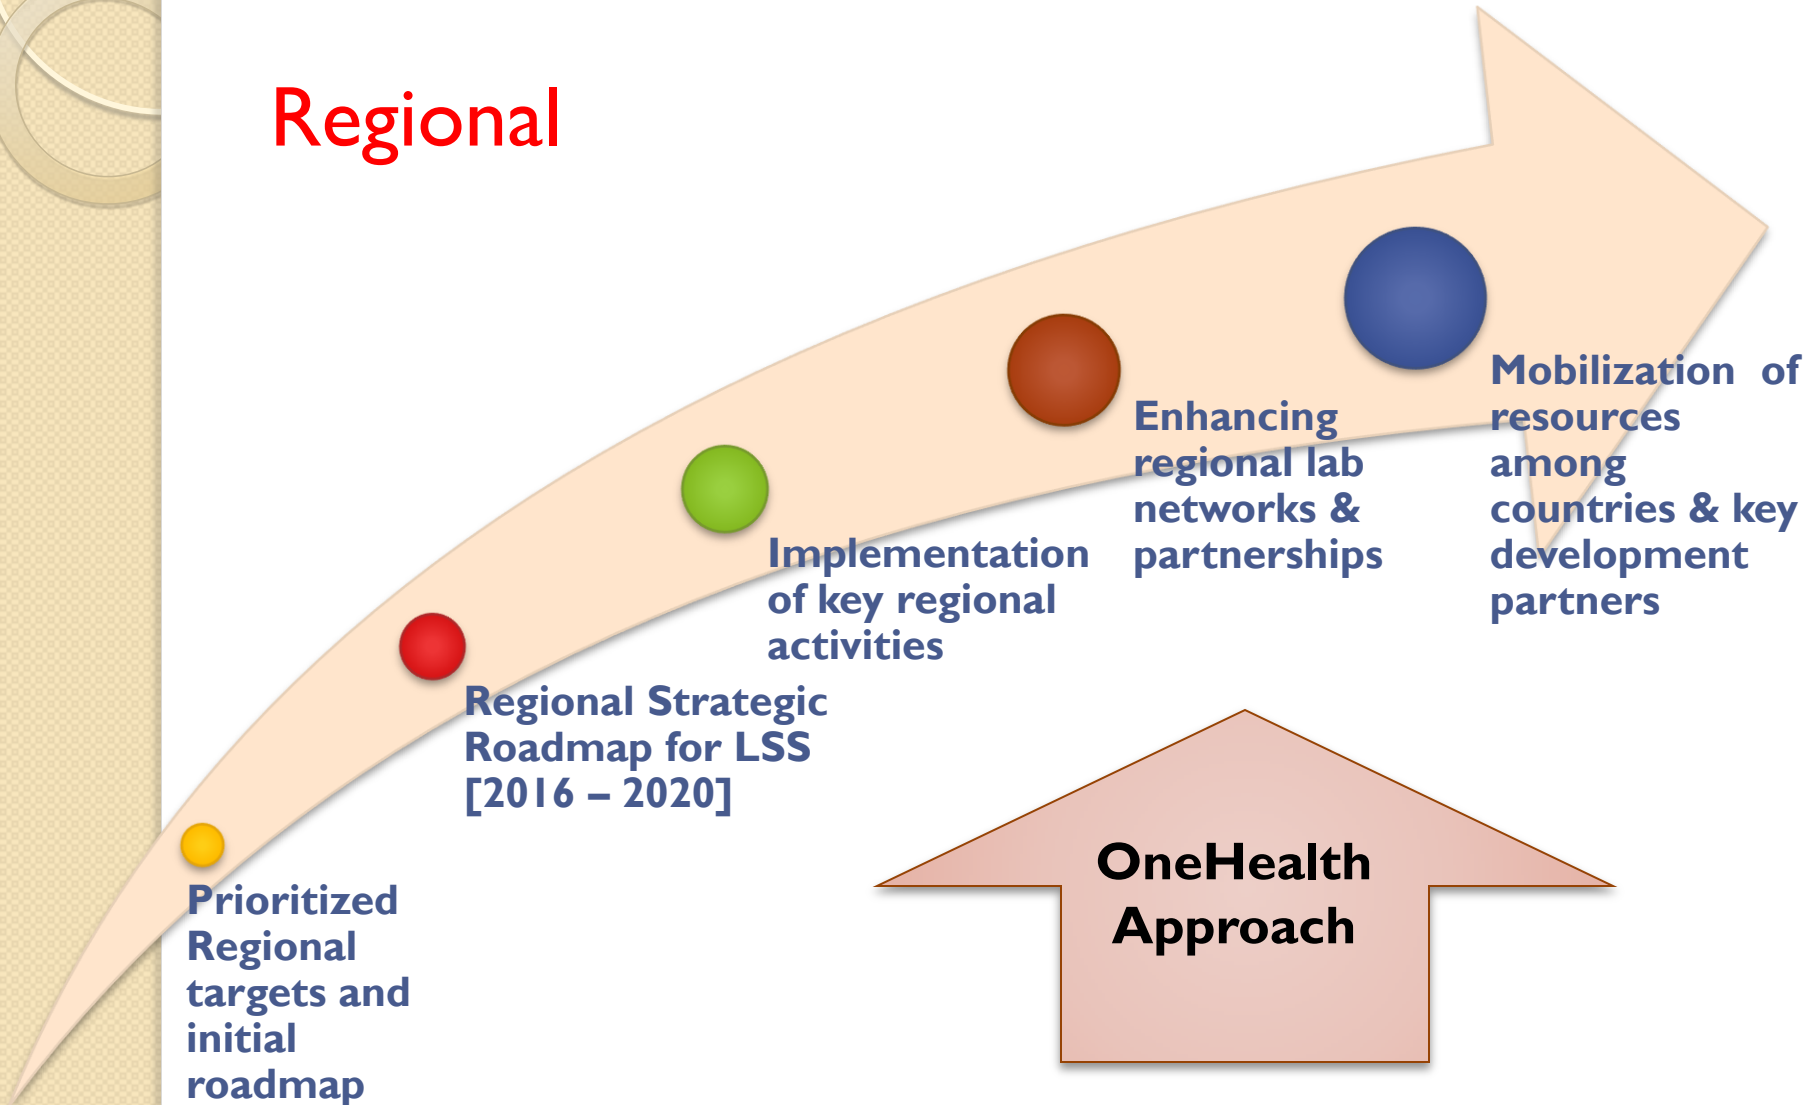 Regional
Prioritized
Regional
targets and
initial
roadmap
Regional Strategic
Roadmap for LSS
[2016 – 2020]
Implementation
of key regional
activities
Enhancing
regional lab
networks &
partnerships
Mobilization of
resources
among
countries & key
development
partners
OneHealth
Approach